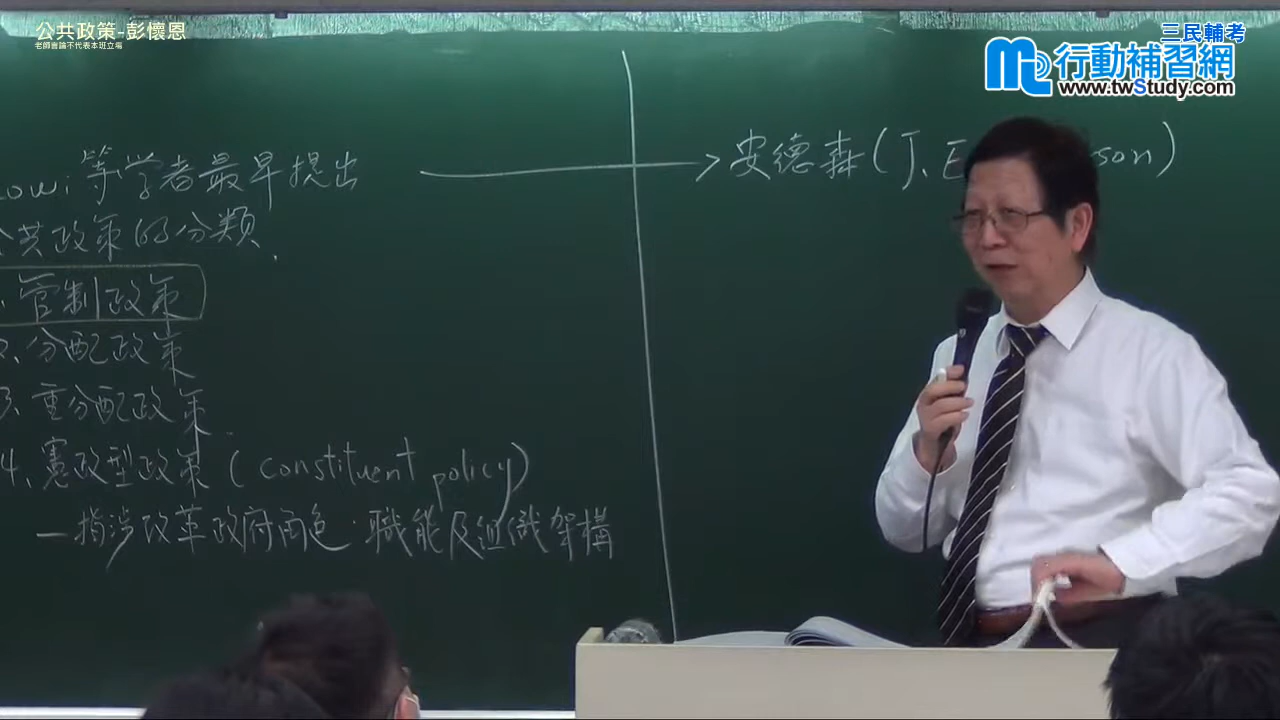 公共政策-彭懷恩
老師言論不代表本班立場
三民輔考
行動補習網
www.twStudy.com
owi 等学者最早提出
公共政策的分類.
管制政策
2、分配政策
3、重分配政策.
4、憲政型政策(constituent policy)
—指涉改革政府角色、職能及組織架構
安德森(J. E son)